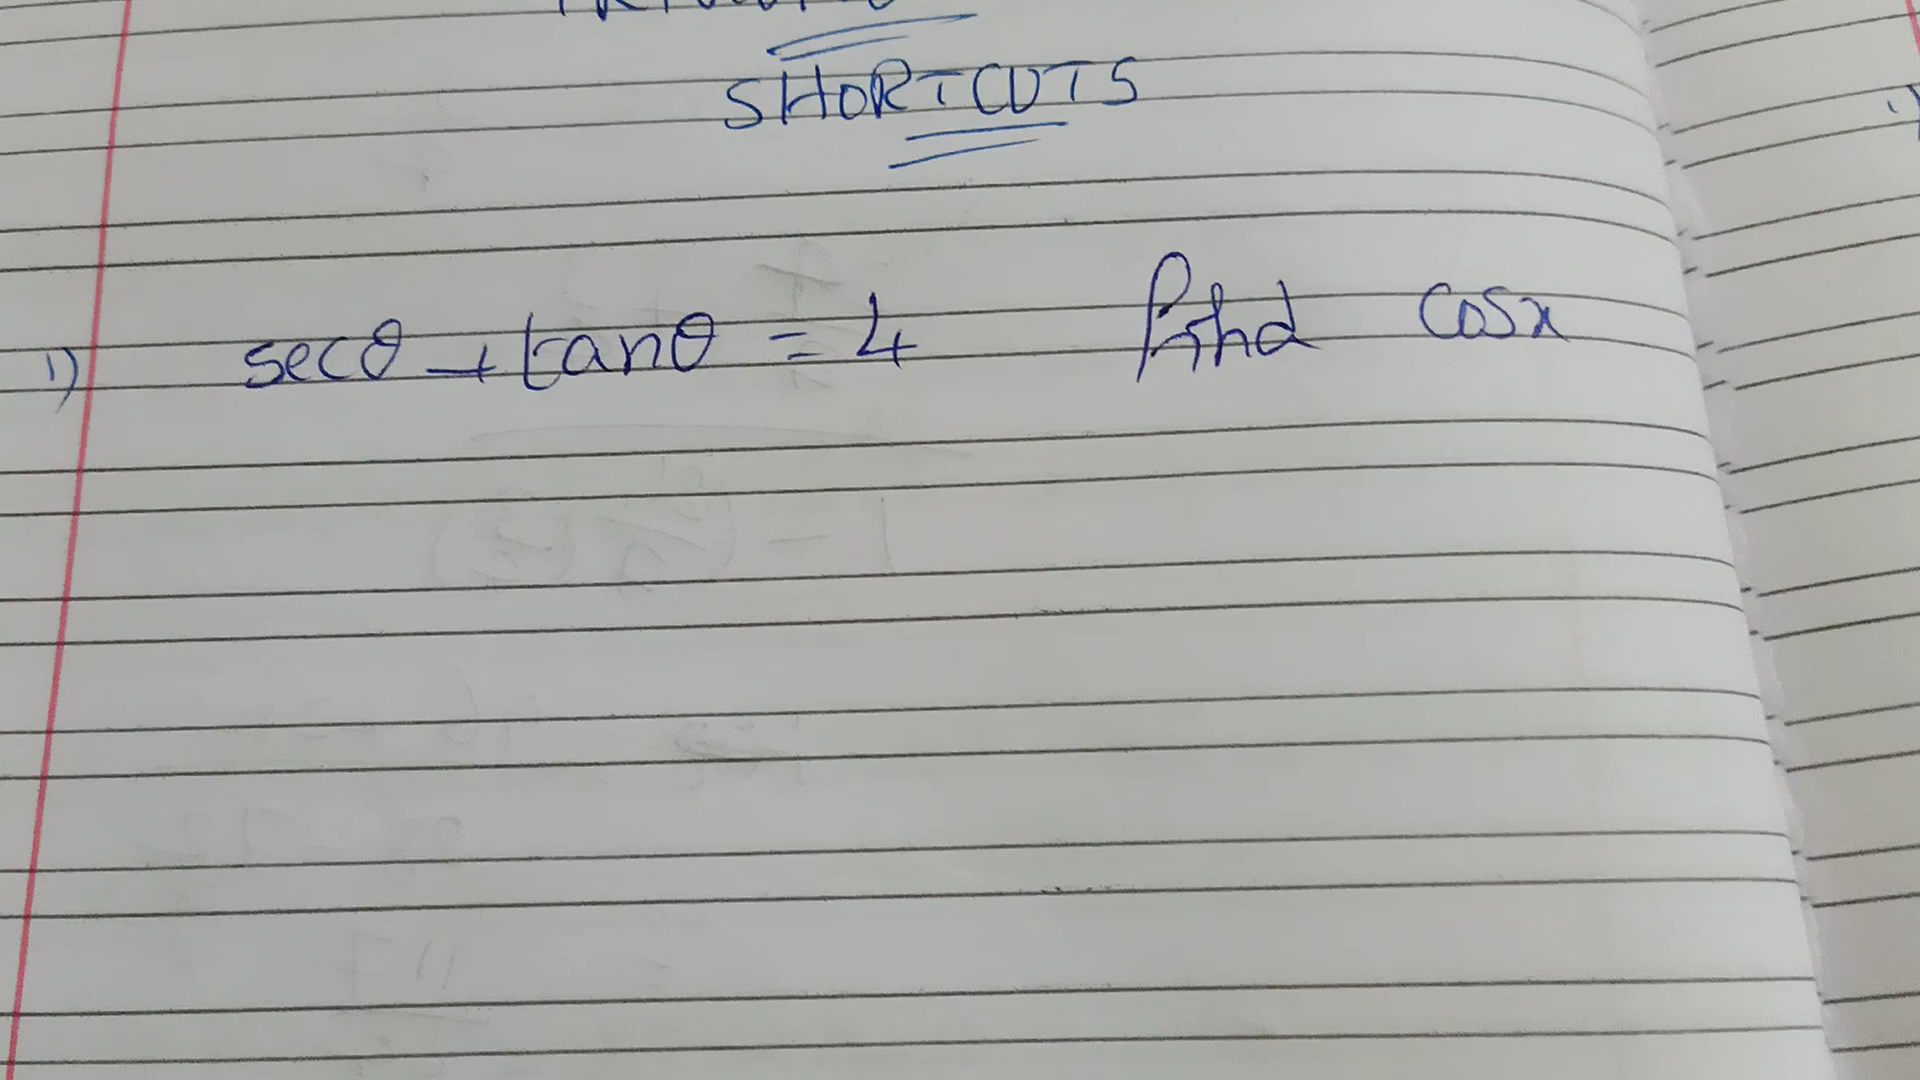 SHORTCUTS
1) secθ + tanθ = 4 find cosx